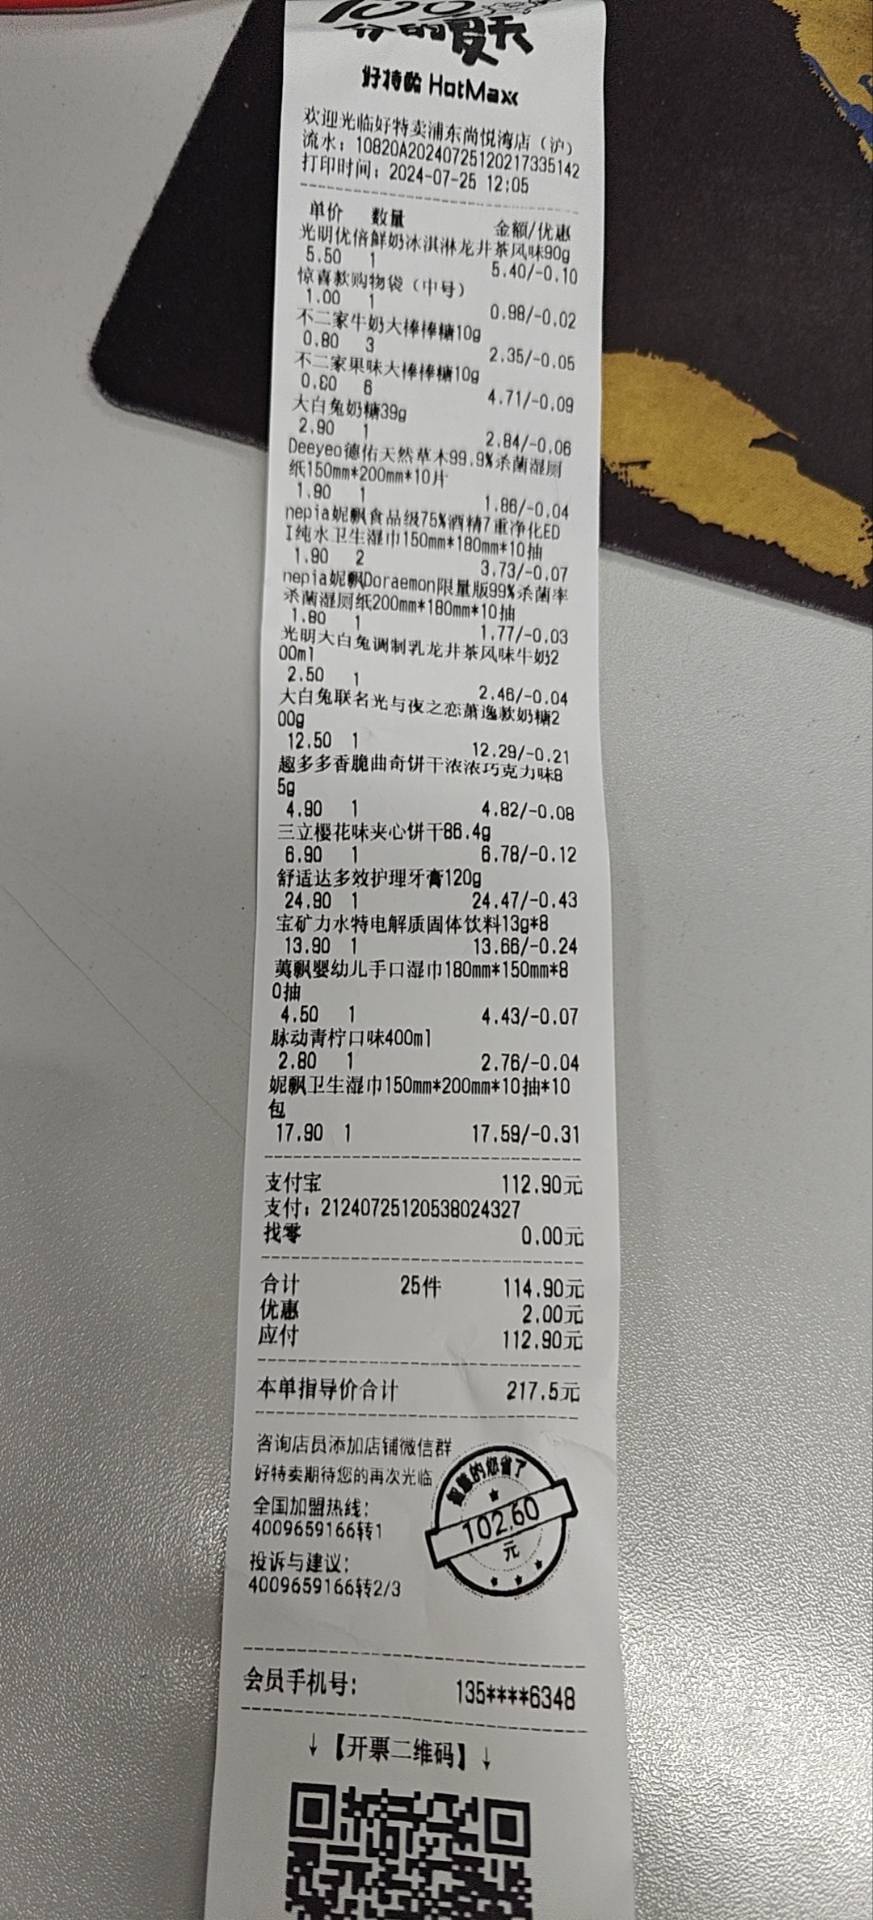 你的夏天
好特卖 HotMaxx
欢迎光临好特卖浦东尚悦湾店（沪）
流水：10820A20240725120217335142
打印时间：2024-07-25 12:05
单价 数量 金额/优惠
光明优倍鲜奶冰淇淋龙井茶风味90g
5.50 1 5.40/-0.10
惊喜款购物袋（中号）
1.00 1 0.98/-0.02
不二家牛奶大棒棒糖10g
0.80 3 2.35/-0.05
不二家果味大棒棒糖10g
0.80 6 4.71/-0.09
大白兔奶糖39g
2.90 1 2.84/-0.06
Deeyeo德佑天然草木99.9%杀菌湿厕
纸150mm*200mm*10片
1.90 1 1.86/-0.04
nepia妮飘食品级75%酒精7重净化ED
I纯水卫生湿巾150mm*180mm*10抽
1.90 2 3.73/-0.07
nepia妮飘Doraemon限量版99%杀菌率
杀菌湿厕纸200mm*180mm*10抽
1.80 1 1.77/-0.03
光明大白兔调制乳龙井茶风味牛奶2
00ml
2.50 1 2.46/-0.04
大白兔联名光与夜之恋萧逸款奶糖2
00g
12.50 1 12.29/-0.21
趣多多香脆曲奇饼干浓浓巧克力味8
5g
4.90 1 4.82/-0.08
三立樱花味夹心饼干86.4g
6.90 1 6.78/-0.12
舒适达多效护理牙膏120g
24.90 1 24.47/-0.43
宝矿力水特电解质固体饮料13g*8
13.90 1 13.66/-0.24
飘婴幼儿手口湿巾180mm*150mm*8
0抽
4.50 1 4.43/-0.07
脉动青柠口味400ml
2.80 1 2.76/-0.04
妮飘卫生湿巾150mm*200mm*10抽*10
包
17.90 1 17.59/-0.31
支付宝 112.90元
支付：21240725120538024327
找零 0.00元
合计 25件 114.90元
优惠 2.00元
应付 112.90元
本单指导价合计 217.5元
咨询店员添加店铺微信群
好特卖期待您的再次光临
全国加盟热线：
4009659166转1
投诉与建议：
4009659166转2/3
的您省了
102.60
元
会员手机号： 135****6348
↓【开票二维码】↓